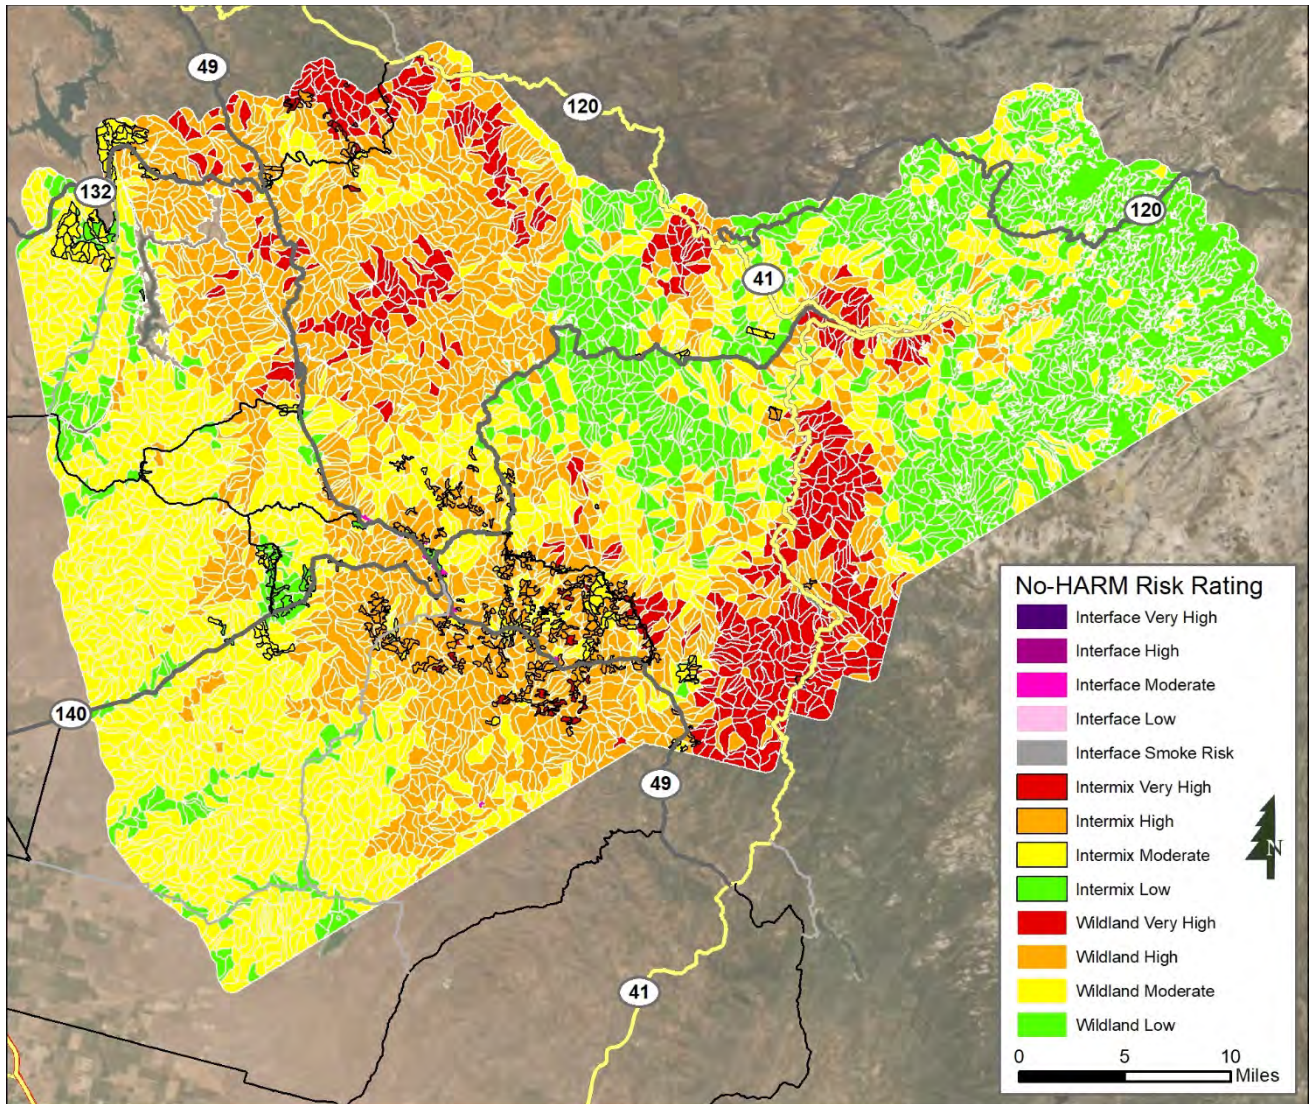 49
120
132
120
41
140
49
41
No-HARM Risk Rating
Interface Very High
Interface High
Interface Moderate
Interface Low
Interface Smoke Risk
Intermix Very High
Intermix High
Intermix Moderate
Intermix Low
Wildland Very High
Wildland High
Wildland Moderate
Wildland Low
N
0 5 10
Miles